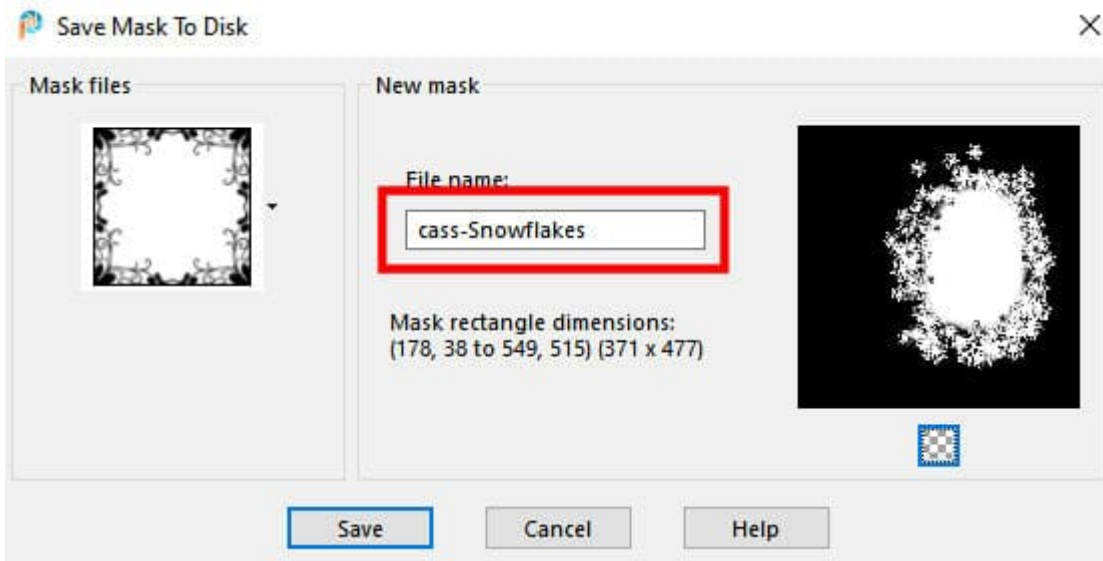 Save Mask To Disk
Mask files
New mask
File name:
cass-Snowflakes
Mask rectangle dimensions:
(178, 38 to 549, 515) (371 x 477)
Save
Cancel
Help